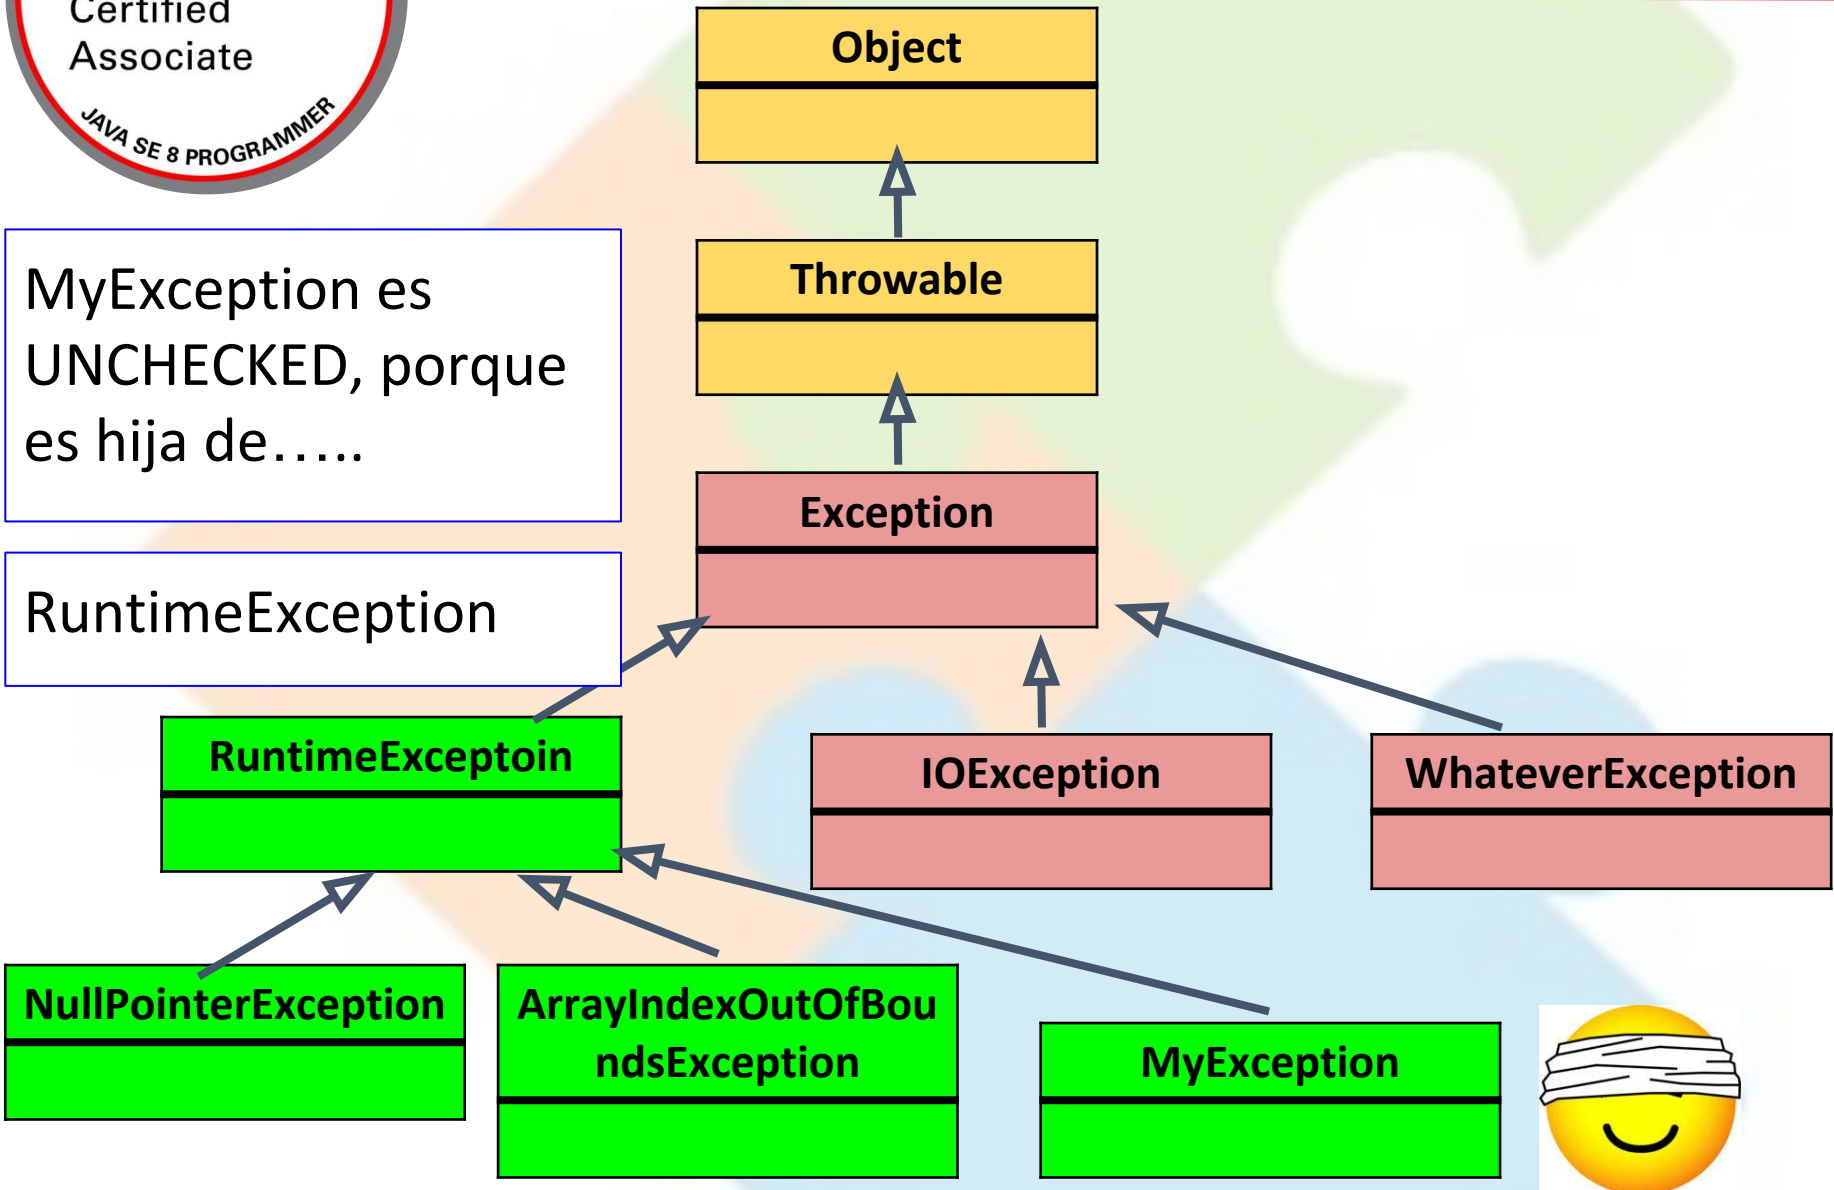 Certified
Associate
JAVA SE 8 PROGRAMMER
Object
Throwable
MyException es
UNCHECKED, porque
es hija de.....
Exception
RuntimeException
RuntimeExceptoin
IOException
WhateverException
NullPointerException
ArrayIndexOutOfBou
ndsException
MyException